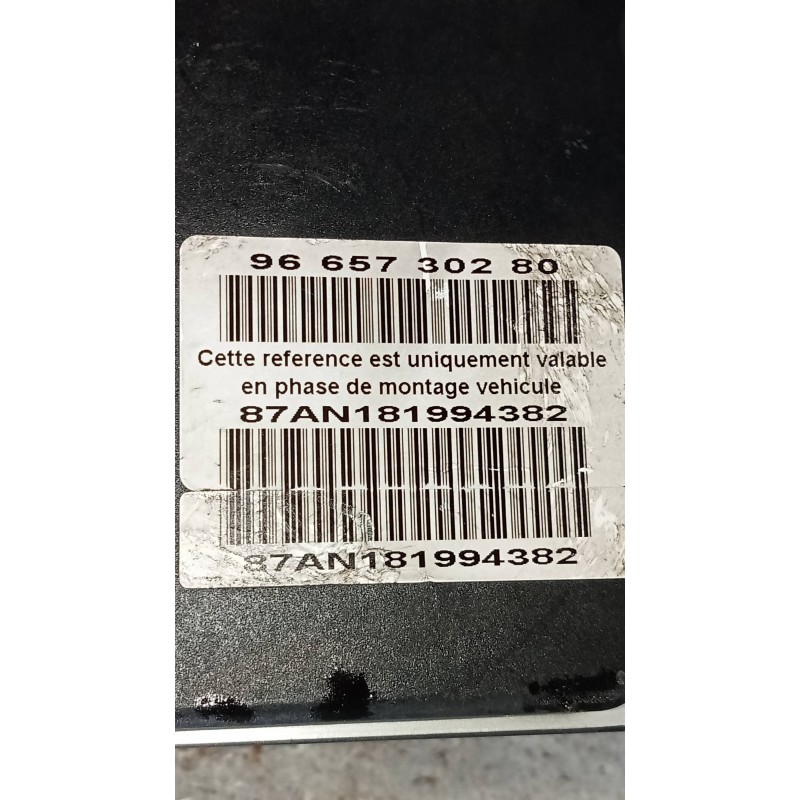 96 657 302 80
Cette reference est uniquement valable
en phase de montage vehicule
87AN181994382
87AN181994382